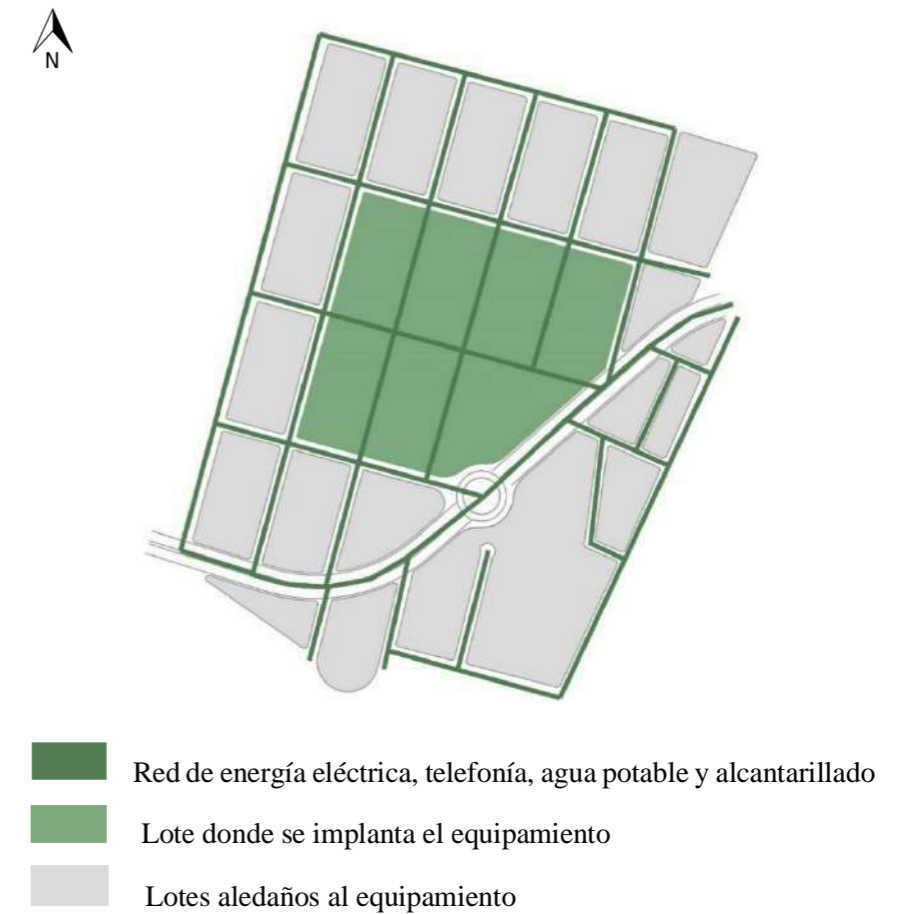 N
Red de energía eléctrica, telefonía, agua potable y alcantarillado
Lote donde se implanta el equipamiento
Lotes aledaños al equipamiento